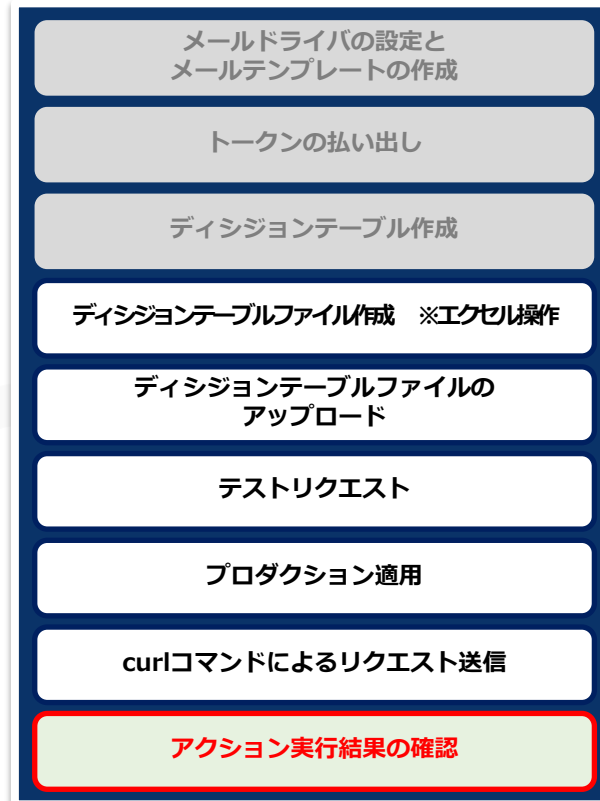 メールドライバの設定と
メールテンプレートの作成
トークンの払い出し
ディシジョンテーブル作成
ディシジョンテーブルファイル作成　※エクセル操作
ディシジョンテーブルファイルの
アップロード
テストリクエスト
プロダクション適用
curlコマンドによるリクエスト送信
アクション実行結果の確認